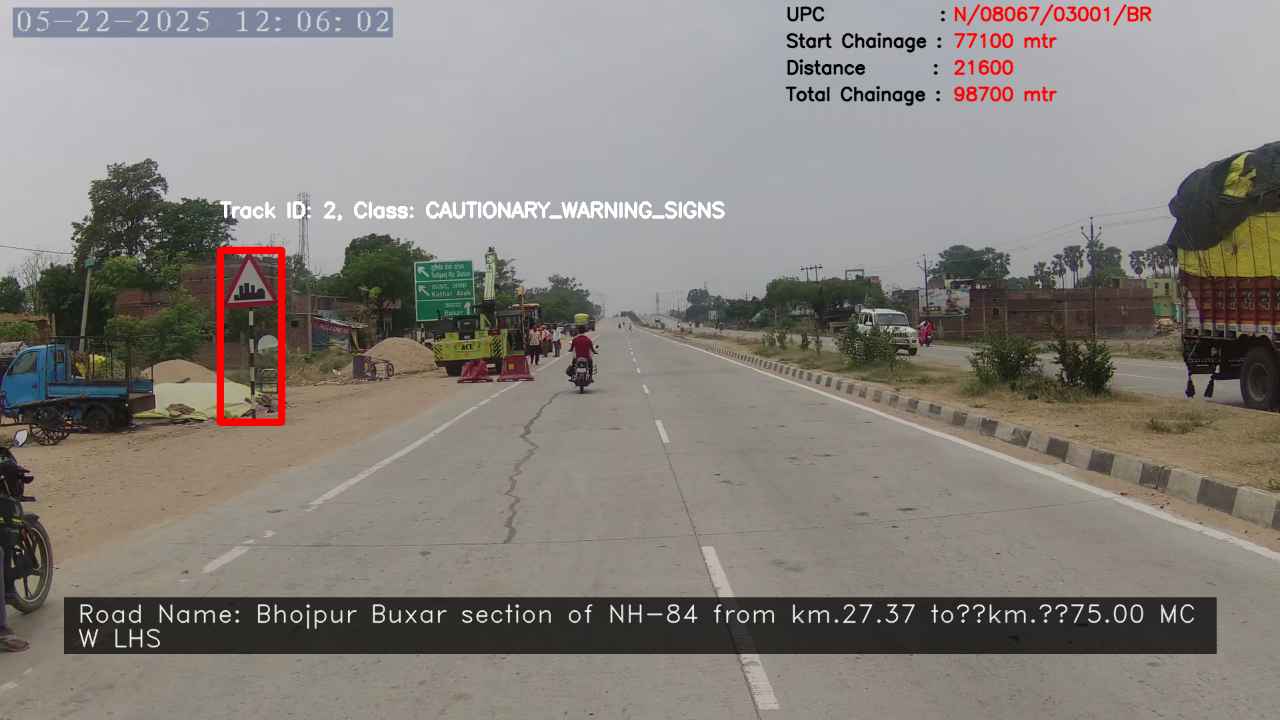 05-22-2025 12:06:02
UPC : N/08067/03001/BR
Start Chainage : 77100 mtr
Distance : 21600
Total Chainage : 98700 mtr
Track ID: 2, Class: CAUTIONARY_WARNING_SIGNS
ACE
Road Name: Bhojpur Buxar section of NH-84 from km.27.37 to??km.??75.00 MC
W LHS